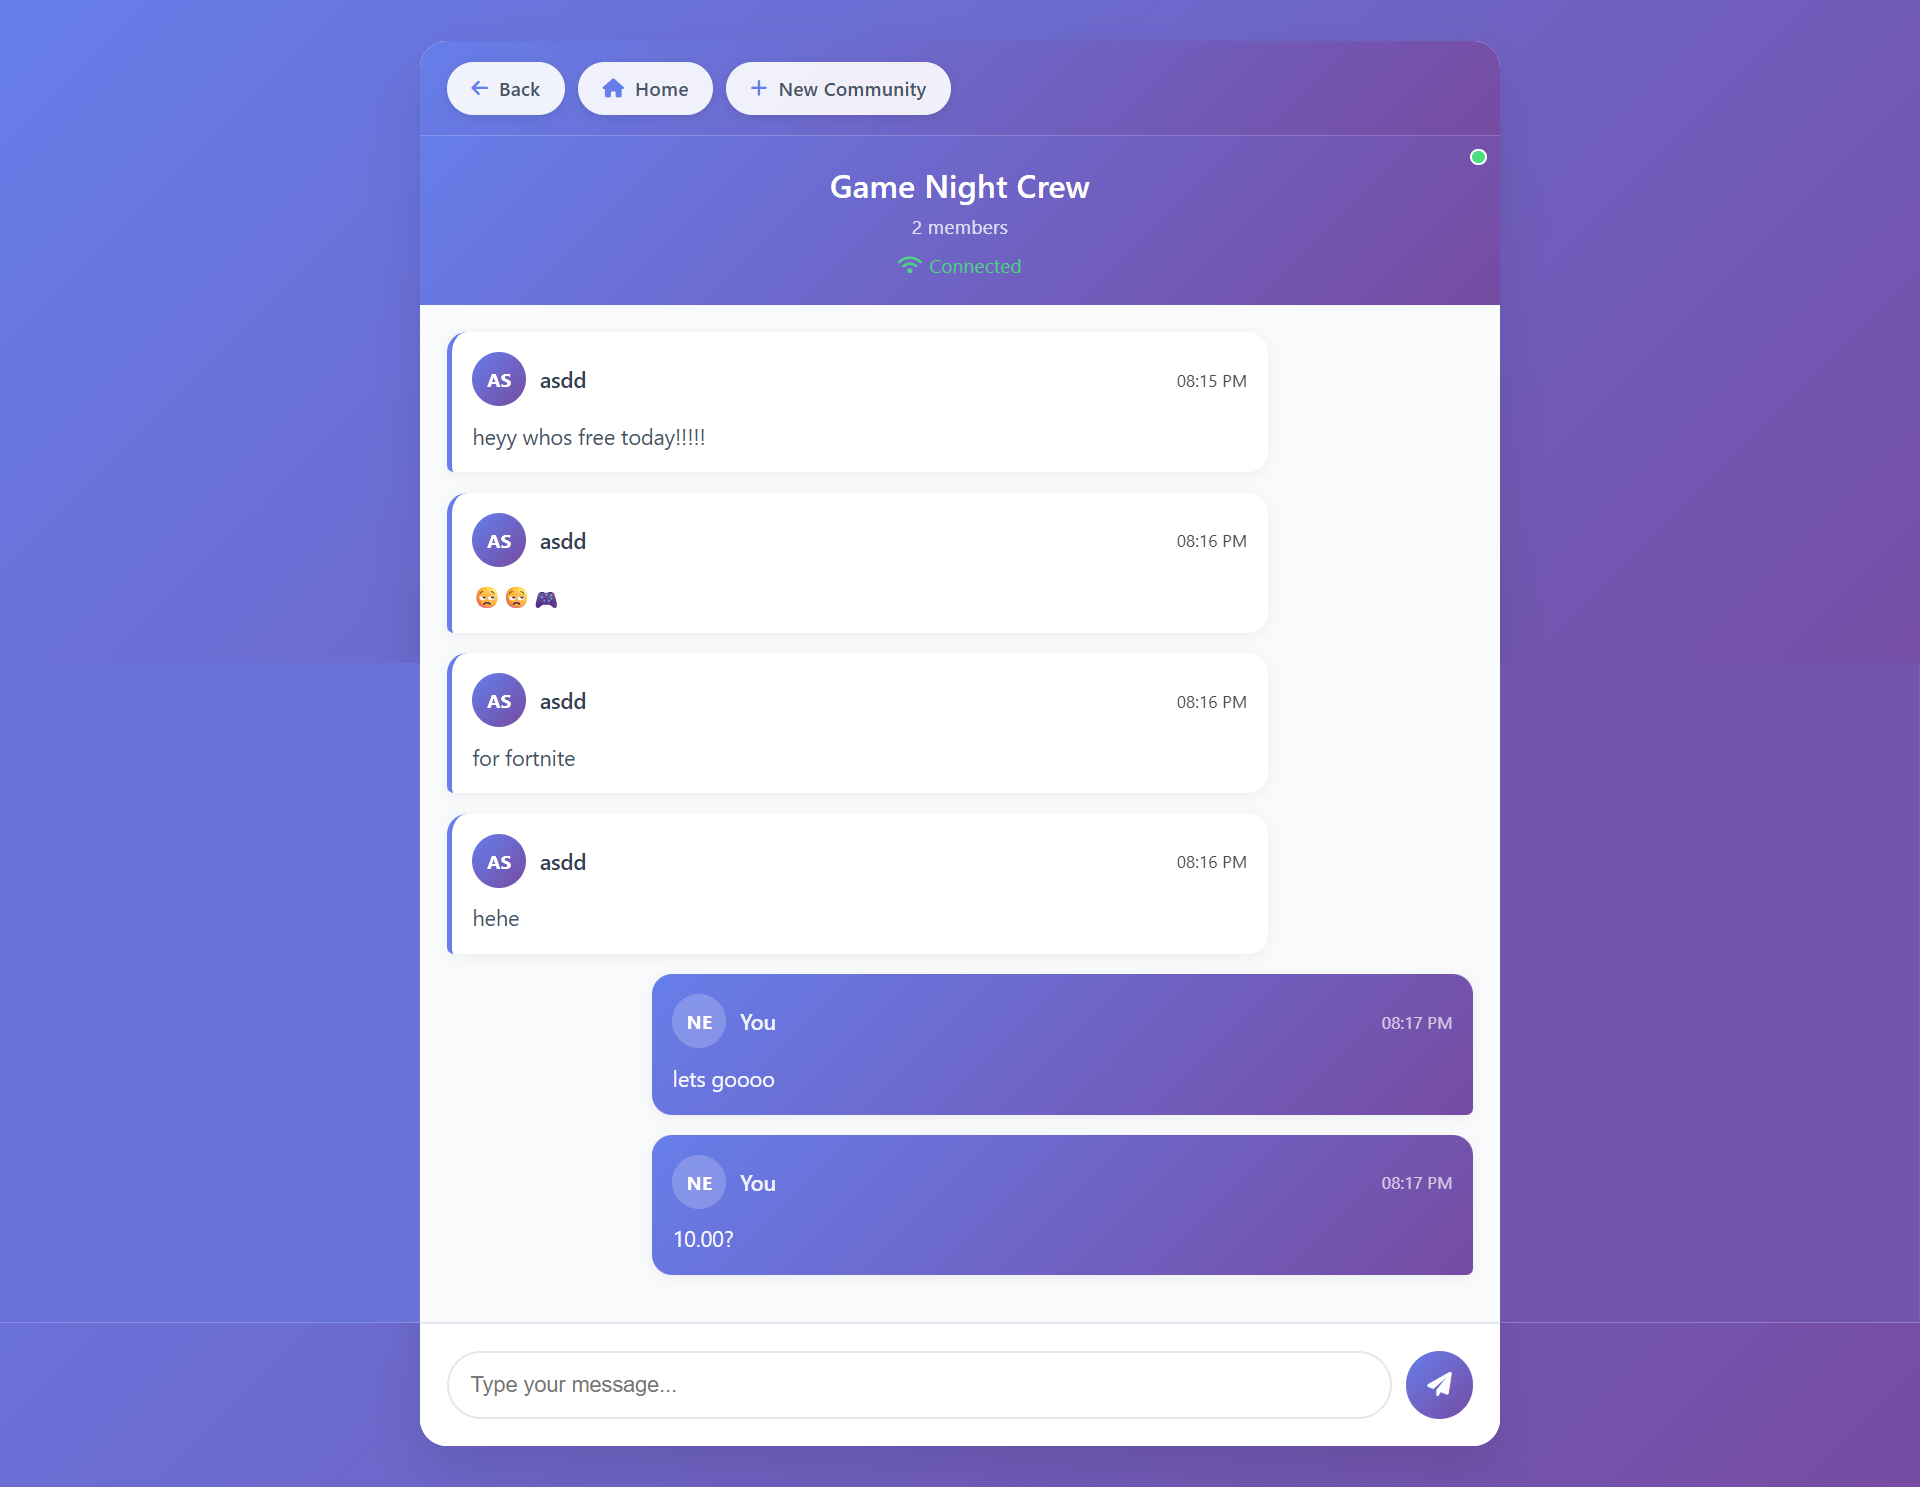 Back Home New Community
Game Night Crew
2 members
Connected
AS asdd 08:15 PM
heyy whos free today!!!!!
AS asdd 08:16 PM
😩😩🎮
AS asdd 08:16 PM
for fortnite
AS asdd 08:16 PM
hehe
NE You 08:17 PM
lets goooo
NE You 08:17 PM
10.00?
Type your message...